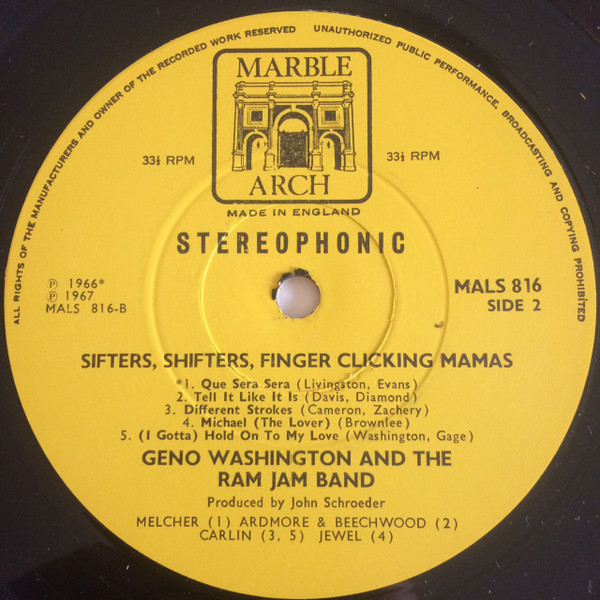 ALL RIGHTS OF THE MANUFACTURERS AND OWNER OF THE RECORDED WORK RESERVED UNAUTHORIZED PUBLIC PERFORMANCE, BROADCASTING AND COPYING PROHIBITED
MARBLE
ARCH
33⅓ RPM
33⅓ RPM
MADE IN ENGLAND
STEREOPHONIC
℗ 1966*
℗ 1967
MALS 816-B
MALS 816
SIDE 2
SIFTERS, SHIFTERS, FINGER CLICKING MAMAS
*1. Que Sera Sera (Livingston, Evans)
2. Tell It Like It Is (Davis, Diamond)
3. Different Strokes (Cameron, Zachery)
4. Michael (The Lover) (Brownlee)
5. (I Gotta) Hold On To My Love (Washington, Gage)
GENO WASHINGTON AND THE
RAM JAM BAND
Produced by John Schroeder
MELCHER (1) ARDMORE & BEECHWOOD (2)
CARLIN (3, 5) JEWEL (4)